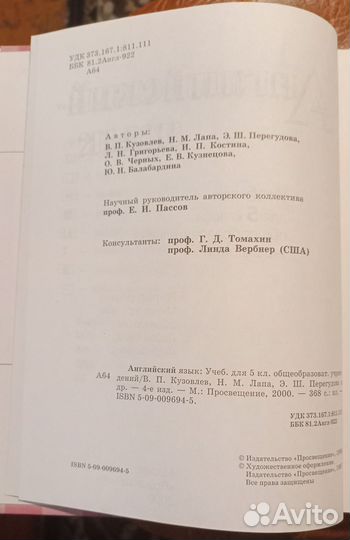 УДК 373.167.1:811.111
ББК 81.2Англ-922
А64
Авторы:
В. П. Кузовлев, Н. М. Лапа, Э. Ш. Перегудова,
Л. Н. Григорьева, И. П. Костина,
О. В. Черных, Е. В. Кузнецова,
Ю. Н. Балабардина
Научный руководитель авторского коллектива
проф. Е. И. Пассов
Консультанты: проф. Г. Д. Томахин
проф. Линда Вербнер (США)
Английский язык: Учеб. для 5 кл. общеобразоват. учреж
А64 дений/В. П. Кузовлев, Н. М. Лапа, Э. Ш. Перегудова и
др. — 4-е изд. — М.: Просвещение, 2000. — 368 с.: ил. —
ISBN 5-09-009694-5.
УДК 373.167.1:811.111
ББК 81.2Англ-922
ISBN 5-09-009694-5
© Издательство «Просвещение»,
© Художественное оформление
Издательство «Просвещение»,
Все права защищены
Avito